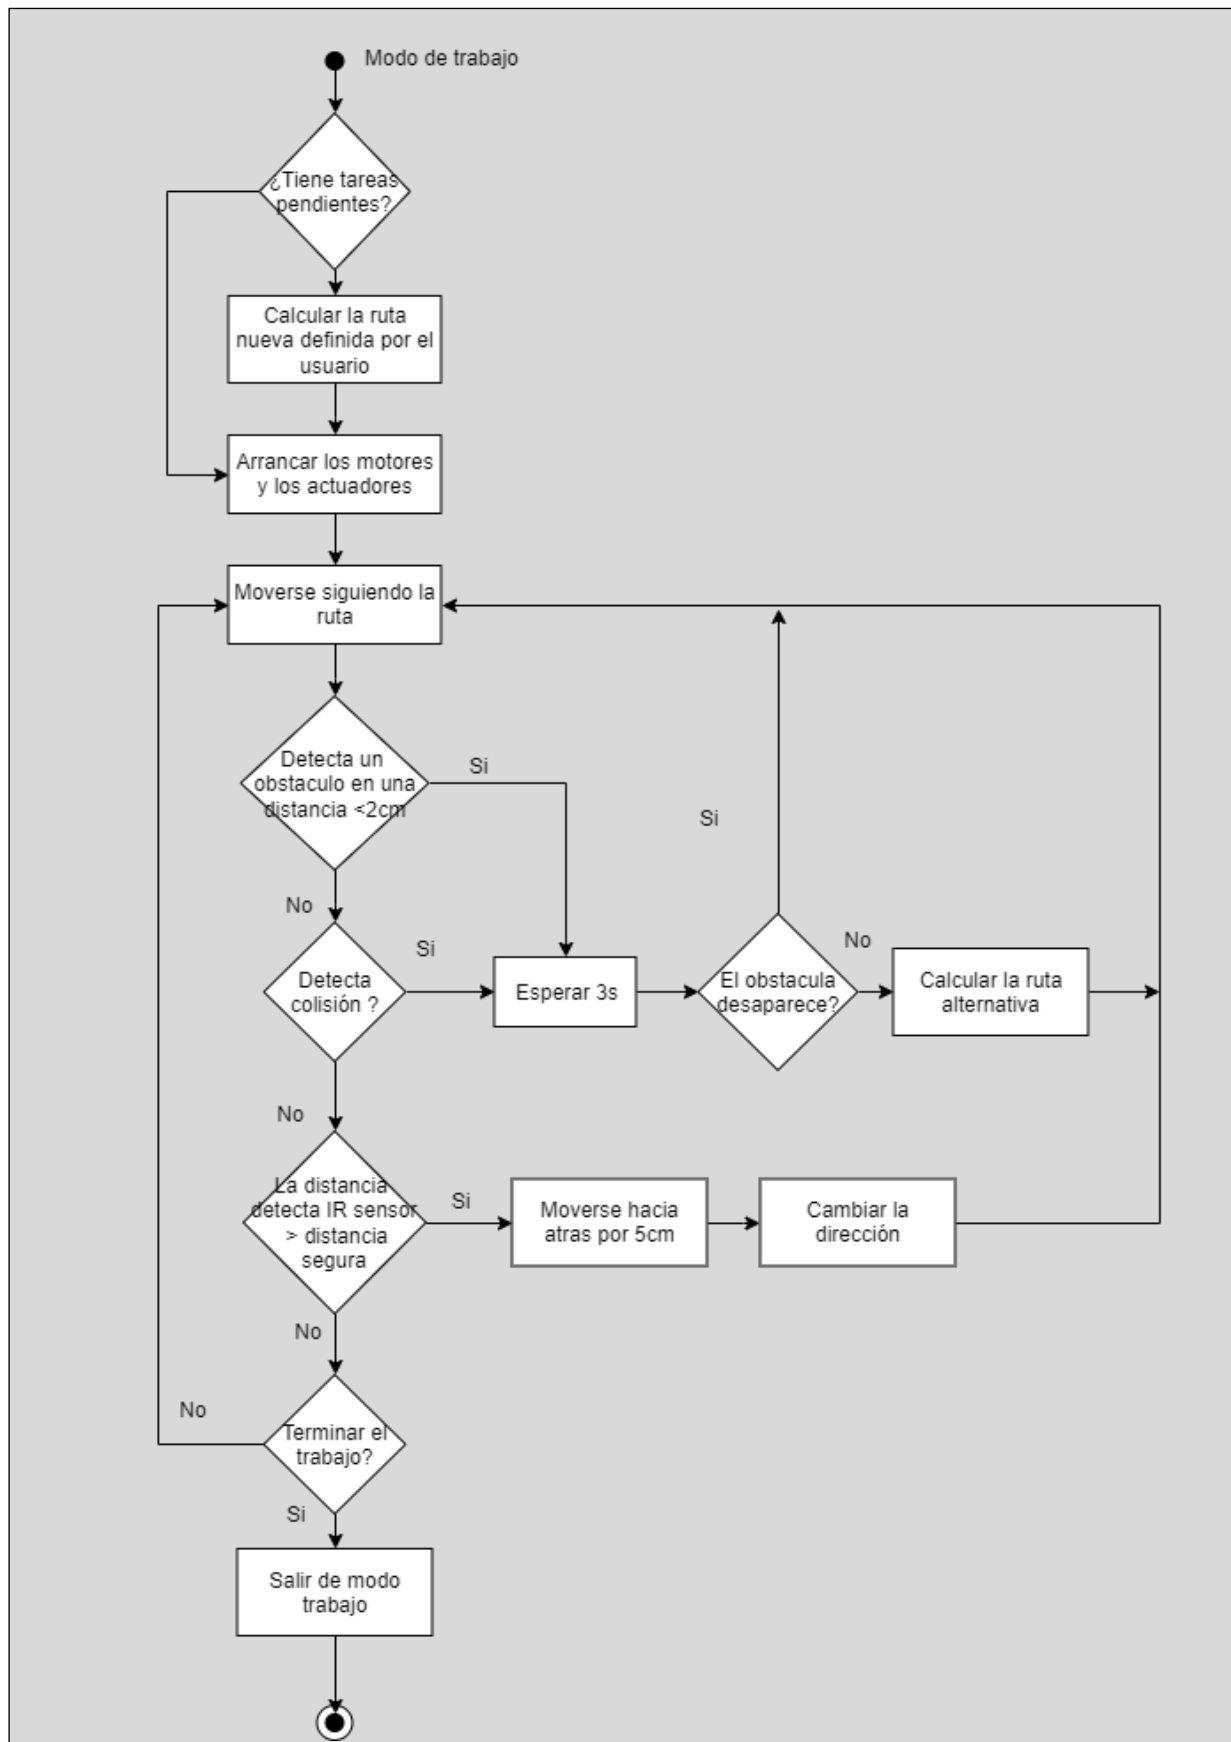 Modo de trabajo
¿Tiene tareas
pendientes?
Calcular la ruta
nueva definida por el
usuario
Arrancar los motores
y los actuadores
Moverse siguiendo la
ruta
Detecta un
obstaculo en una
distancia <2cm
Si
Si
No
Detecta
colisión ?
Si
Esperar 3s
El obstacula
desaparece?
No
Calcular la ruta
alternativa
No
La distancia
detecta IR sensor
> distancia
segura
Si
Moverse hacia
atras por 5cm
Cambiar la
dirección
No
Terminar el
trabajo?
No
Si
Salir de modo
trabajo